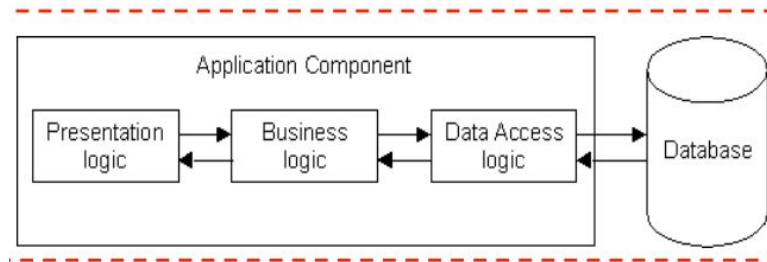 Application Component
Presentation
logic
Business
logic
Data Access
logic
Database